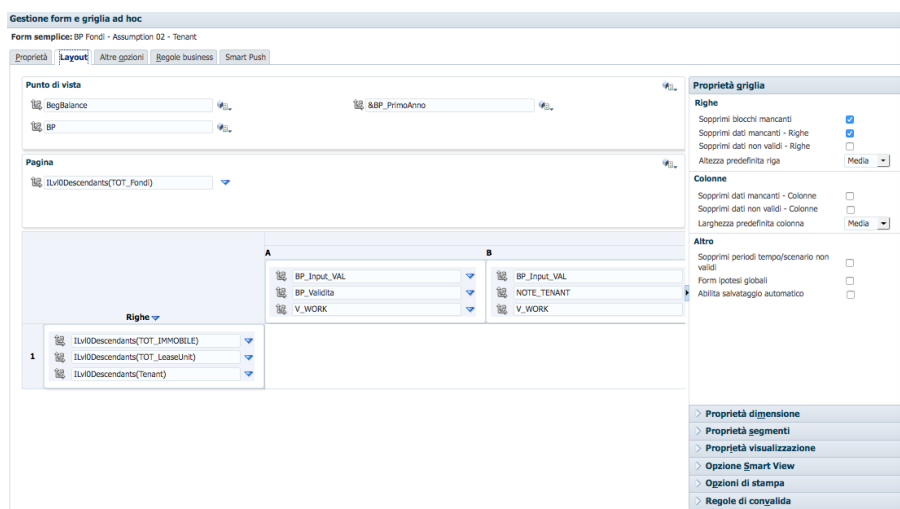 Gestione form e griglia ad hoc
Form semplice: BP Fondi - Assumption 02 - Tenant
Proprietà Layout Altre opzioni Regole business Smart Push
Punto di vista
BegBalance &BP_PrimoAnno
BP
Pagina
ILvl0Descendants(TOT_Fondi)
A B
BP_Input_VAL BP_Input_VAL
BP_Validita NOTE_TENANT
V_WORK V_WORK
Righe
1 ILvl0Descendants(TOT_IMMOBILE)
ILvl0Descendants(TOT_LeaseUnit)
ILvl0Descendants(Tenant)
Proprietà griglia
Righe
Sopprimi blocchi mancanti
Sopprimi dati mancanti - Righe
Sopprimi dati non validi - Righe
Altezza predefinita riga Media
Colonne
Sopprimi dati mancanti - Colonne
Sopprimi dati non validi - Colonne
Larghezza predefinita colonna Media
Altro
Sopprimi periodi tempo/scenario non
validi
Form ipotesi globali
Abilita salvataggio automatico
Proprietà dimensione
Proprietà segmenti
Proprietà visualizzazione
Opzione Smart View
Opzioni di stampa
Regole di convalida